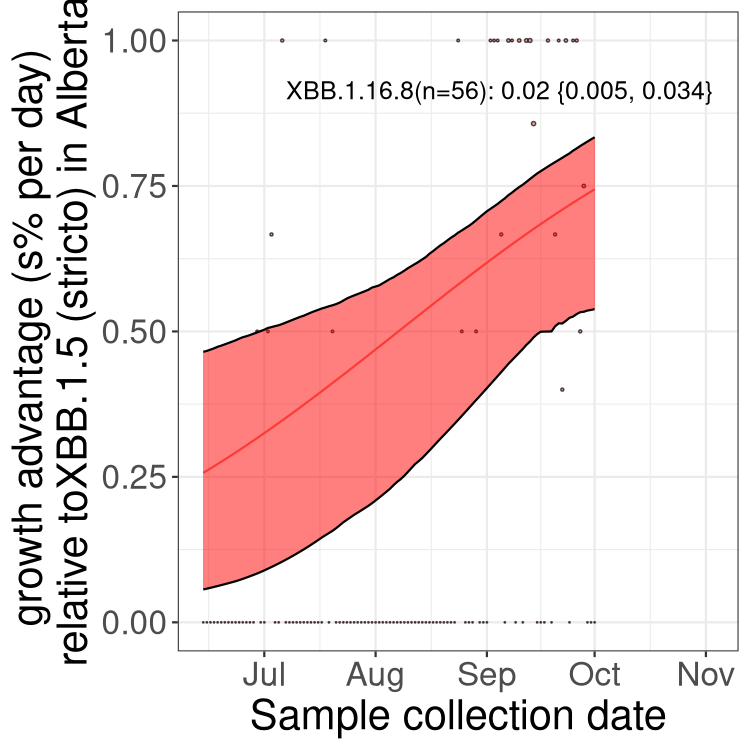 growth advantage (s% per day)
relative toXBB.1.5 (stricto) in Alberta
1.00
0.75
0.50
0.25
0.00
XBB.1.16.8(n=56): 0.02 {0.005, 0.034}
Jul Aug Sep Oct Nov
Sample collection date